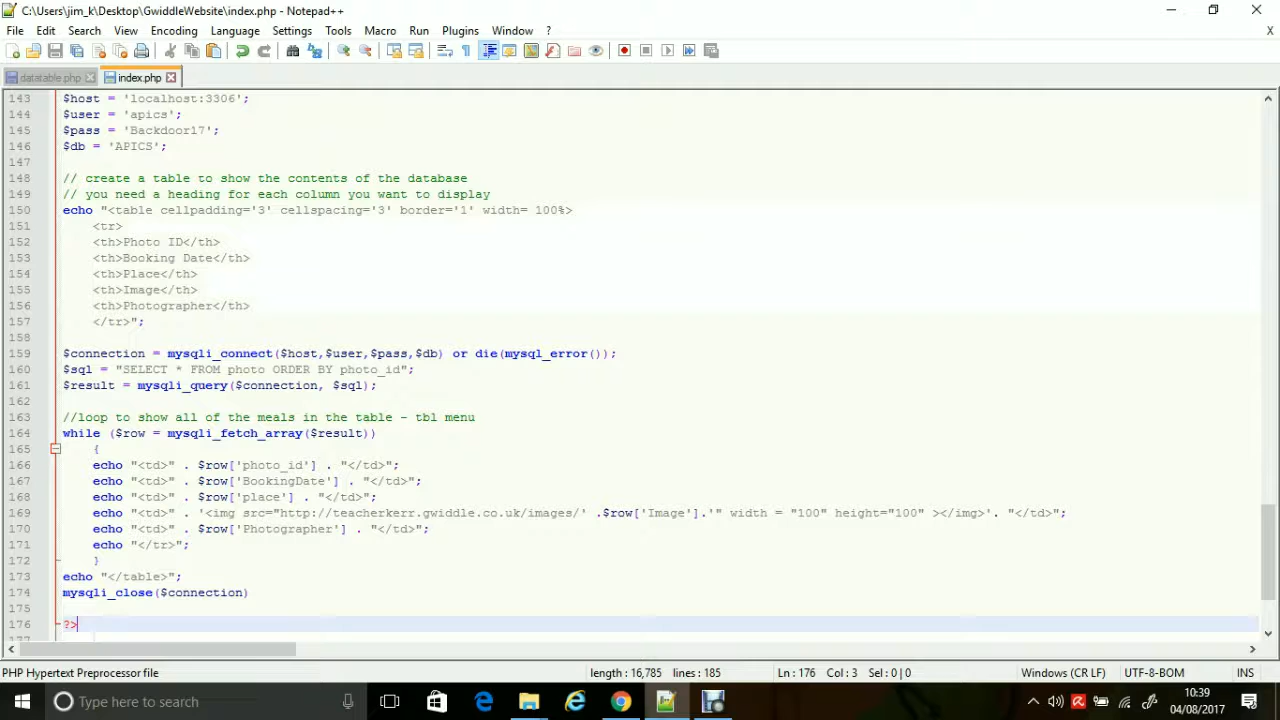 C:\Users\jim_k\Desktop\GwiddleWebsite\index.php - Notepad++
File Edit Search View Encoding Language Settings Tools Macro Run Plugins Window ? X
datatable.php index.php
143 $host = 'localhost:3306';
144 $user = 'apics';
145 $pass = 'Backdoor17';
146 $db = 'APICS';
147
148 // create a table to show the contents of the database
149 // you need a heading for each column you want to display
150 echo "<table cellpadding='3' cellspacing='3' border='1' width= 100%>
151 <tr>
152 <th>Photo ID</th>
153 <th>Booking Date</th>
154 <th>Place</th>
155 <th>Image</th>
156 <th>Photographer</th>
157 </tr>";
158
159 $connection = mysqli_connect($host,$user,$pass,$db) or die(mysql_error());
160 $sql = "SELECT * FROM photo ORDER BY photo_id";
161 $result = mysqli_query($connection, $sql);
162
163 //loop to show all of the meals in the table - tbl menu
164 while ($row = mysqli_fetch_array($result))
165 {
166 echo "<td>" . $row['photo_id'] . "</td>";
167 echo "<td>" . $row['BookingDate'] . "</td>";
168 echo "<td>" . $row['place'] . "</td>";
169 echo "<td>" . '<img src="http://teacherkerr.gwiddle.co.uk/images/' .$row['Image'].'" width = "100" height="100" ></img>'. "</td>";
170 echo "<td>" . $row['Photographer'] . "</td>";
171 echo "</tr>";
172 }
173 echo "</table>";
174 mysqli_close($connection)
175
176 ?>
177
PHP Hypertext Preprocessor file length : 16,785 lines : 185 Ln : 176 Col : 3 Sel : 0 | 0 Windows (CR LF) UTF-8-BOM INS
Type here to search
10:39
04/08/2017